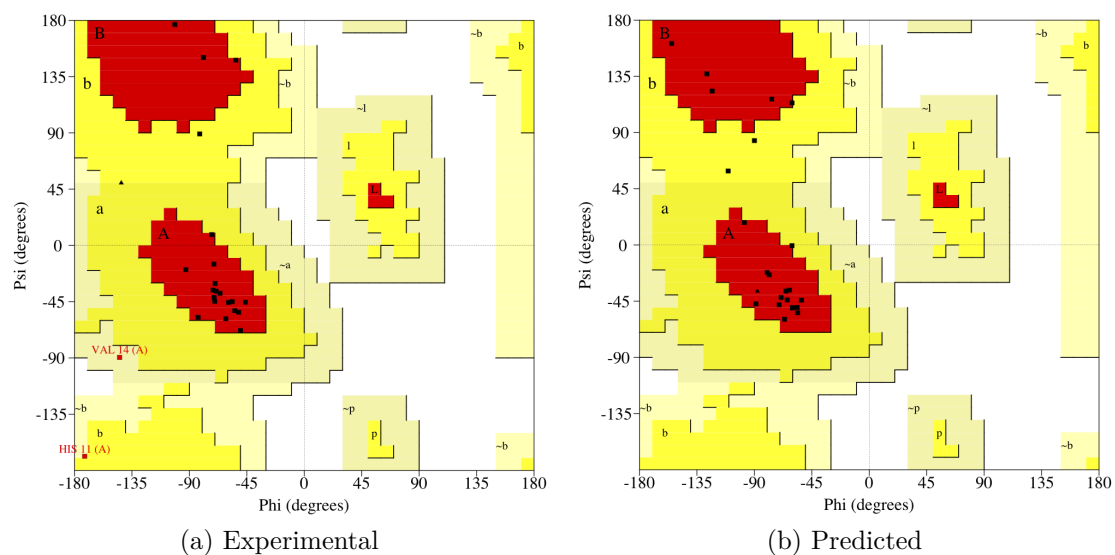 180
B
~b
b
135
b
~b
~l
90
l
45
L
a
A
0
~a
-45
VAL 14 (A)
-90
~b
-135
~p
b
p
~b
HIS 11 (A)
-180 -135 -90 -45 0 45 90 135 180
Psi (degrees)
Phi (degrees)
(a) Experimental
180
B
~b
b
135
b
~b
~l
90
l
45
L
a
A
0
~a
-45
-90
~b
-135
~p
b
p
~b
-180 -135 -90 -45 0 45 90 135 180
Psi (degrees)
Phi (degrees)
(b) Predicted